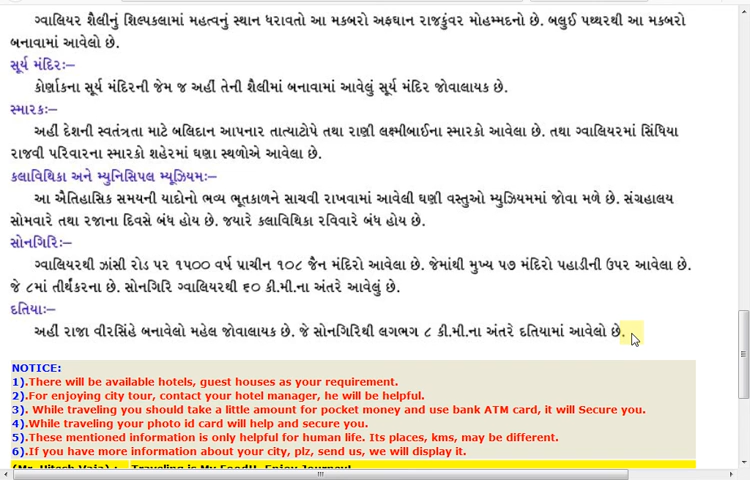 ગ્વાલિયર શૈલીનું શિલ્પકલામાં મહત્વનું સ્થાન ધરાવતો આ મકબરો અફઘાન રાજકુંવર મોહમ્મદનો છે. બલુઈ પથ્થરથી આ મકબરો
બનાવામાં આવેલો છે.
સૂર્ય મંદિરઃ–
કોર્ણાકના સૂર્ય મંદિરની જેમ જ અહીં તેની શૈલીમાં બનાવામાં આવેલું સૂર્ય મંદિર જોવાલાયક છે.
સ્મારકઃ–
અહીં દેશની સ્વતંત્રતા માટે બલિદાન આપનાર તાત્યાટોપે તથા રાણી લક્ષ્મીબાઈના સ્મારકો આવેલા છે. તથા ગ્વાલિયરમાં સિંધિયા
રાજવી પરિવારના સ્મારકો શહેરમાં ઘણા સ્થળોએ આવેલા છે.
કલાવિથિકા અને મ્યુનિસિપલ મ્યૂઝિયમઃ–
આ ઐતિહાસિક સમયની યાદોનો ભવ્ય ભૂતકાળને સાચવી રાખવામાં આવેલી ઘણી વસ્તુઓ મ્યુઝિયમમાં જોવા મળે છે. સંગ્રહાલય
સોમવારે તથા રજાના દિવસે બંધ હોય છે. જયારે કલાવિથિકા રવિવારે બંધ હોય છે.
સોનગિરિઃ–
ગ્વાલિયરથી ઝાંસી રોડ પર ૧૫૦૦ વર્ષ પ્રાચીન ૧૦૮ જૈન મંદિરો આવેલા છે. જેમાંથી મુખ્ય ૫૭ મંદિરો પહાડીની ઉપર આવેલા છે.
જે ૮માં તીર્થંકરના છે. સોનગિરિ ગ્વાલિયરથી ૬૦ કી.મી.ના અંતરે આવેલું છે.
દતિયાઃ–
અહીં રાજા વીરસિંહે બનાવેલો મહેલ જોવાલાયક છે. જે સોનગિરિથી લગભગ ૮ કી.મી.ના અંતરે દતિયામાં આવેલો છે.
NOTICE:
1).There will be available hotels, guest houses as your requirement.
2).For enjoying city tour, contact your hotel manager, he will be helpful.
3). While traveling you should take a little amount for pocket money and use bank ATM card, it will Secure you.
4).While traveling your photo id card will help and secure you.
5).These mentioned information is only helpful for human life. Its places, kms, may be different.
6).If you have more information about your city, plz, send us, we will display it.
(Mr. Hitesh Vaja) : Traveling is My Food!!, Enjoy Journey!